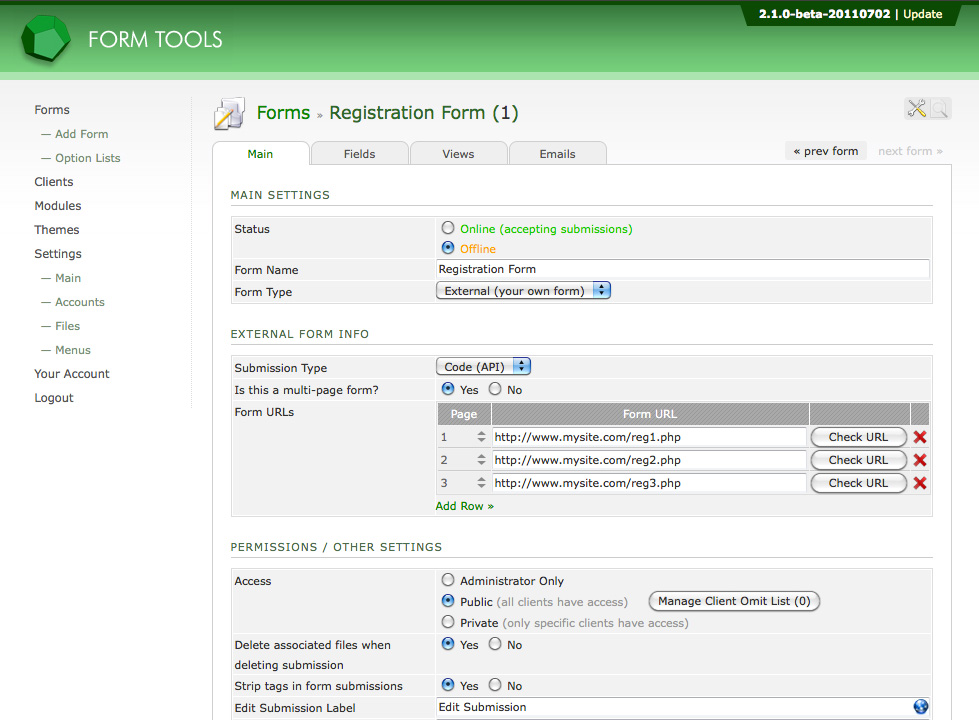 2.1.0-beta-20110702 | Update
FORM TOOLS
Forms
— Add Form
— Option Lists
Clients
Modules
Themes
Settings
— Main
— Accounts
— Files
— Menus
Your Account
Logout
Forms » Registration Form (1)
Main Fields Views Emails
« prev form next form »
MAIN SETTINGS
Status
Online (accepting submissions)
Offline
Form Name Registration Form
Form Type External (your own form)
EXTERNAL FORM INFO
Submission Type Code (API)
Is this a multi-page form? Yes No
Form URLs
Page Form URL
1 http://www.mysite.com/reg1.php Check URL
2 http://www.mysite.com/reg2.php Check URL
3 http://www.mysite.com/reg3.php Check URL
Add Row »
PERMISSIONS / OTHER SETTINGS
Access
Administrator Only
Public (all clients have access) Manage Client Omit List (0)
Private (only specific clients have access)
Delete associated files when
deleting submission
Yes No
Strip tags in form submissions Yes No
Edit Submission Label Edit Submission